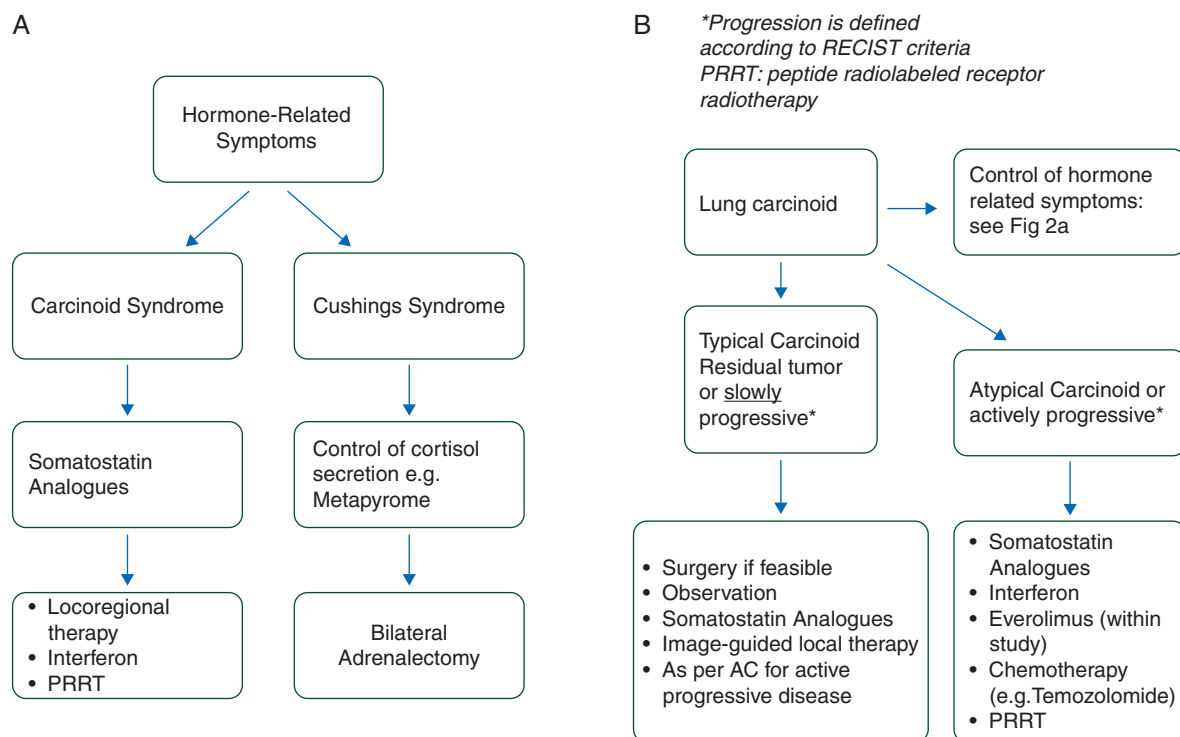 A
Hormone-Related
Symptoms
Carcinoid Syndrome
Cushings Syndrome
Somatostatin
Analogues
Control of cortisol
secretion e.g.
Metapyrome
• Locoregional
therapy
• Interferon
• PRRT
Bilateral
Adrenalectomy
B
*Progression is defined
according to RECIST criteria
PRRT: peptide radiolabeled receptor
radiotherapy
Lung carcinoid
Control of hormone
related symptoms:
see Fig 2a
Typical Carcinoid
Residual tumor
or slowly
progressive*
Atypical Carcinoid or
actively progressive*
• Surgery if feasible
• Observation
• Somatostatin Analogues
• Image-guided local therapy
• As per AC for active
progressive disease
• Somatostatin
Analogues
• Interferon
• Everolimus (within
study)
• Chemotherapy
(e.g.Temozolomide)
• PRRT